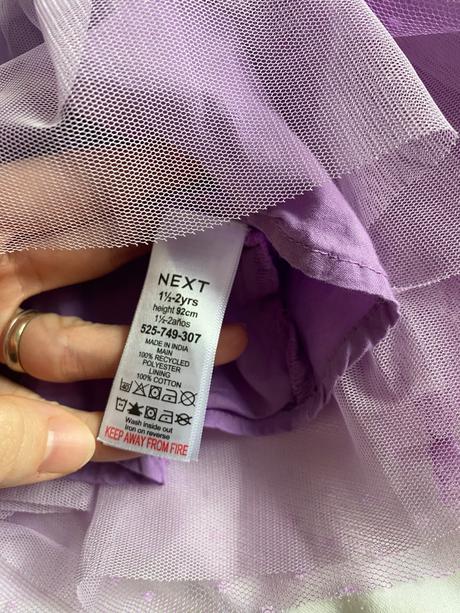 NEXT
1½-2yrs
height 92cm
1½-2años
525-749-307
MADE IN INDIA
MAIN
100% RECYCLED
POLYESTER
LINING
100% COTTON
Wash inside out
Iron on reverse
KEEP AWAY FROM FIRE